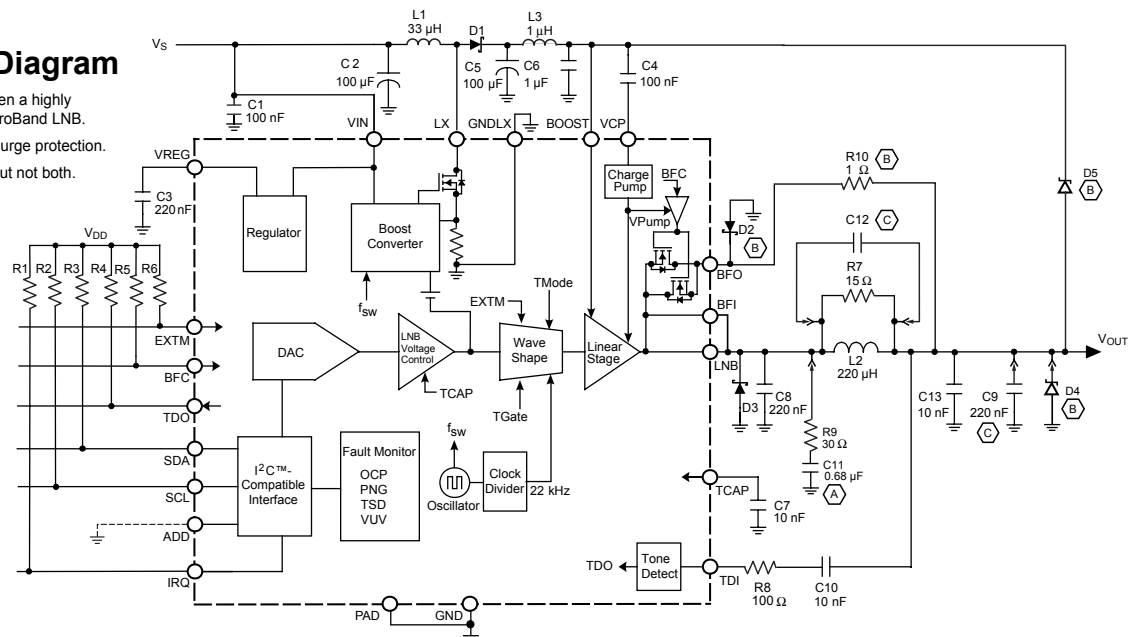 Diagram
en a highly
roBand LNB.
urge protection.
ut not both.
VS
L1
33 µH
D1
L3
1 µH
C2
100 µF
C5
100 µF
C6
1 µF
C4
100 nF
C1
100 nF
VIN
LX
GNDLX
BOOST
VCP
VREG
C3
220 nF
R10
1 Ω
B
D5
B
Charge
Pump
BFC
VPump
D2
B
C12
C
Regulator
Boost
Converter
VDD
R1
R2
R3
R4
R5
R6
BFO
R7
15 Ω
fsw
EXTM
TMode
BFI
EXTM
DAC
LNB
Voltage
Control
Wave
Shape
Linear
Stage
LNB
L2
220 µH
VOUT
BFC
TCAP
TGate
D3
C8
220 nF
C13
10 nF
C9
220 nF
C
D4
B
TDO
R9
30 Ω
SDA
I2C™-
Compatible
Interface
Fault Monitor
OCP
PNG
TSD
VUV
fsw
Oscillator
Clock
Divider
22 kHz
C11
0.68 µF
A
SCL
TCAP
C7
10 nF
ADD
IRQ
TDO
Tone
Detect
TDI
R8
100 Ω
C10
10 nF
PAD
GND